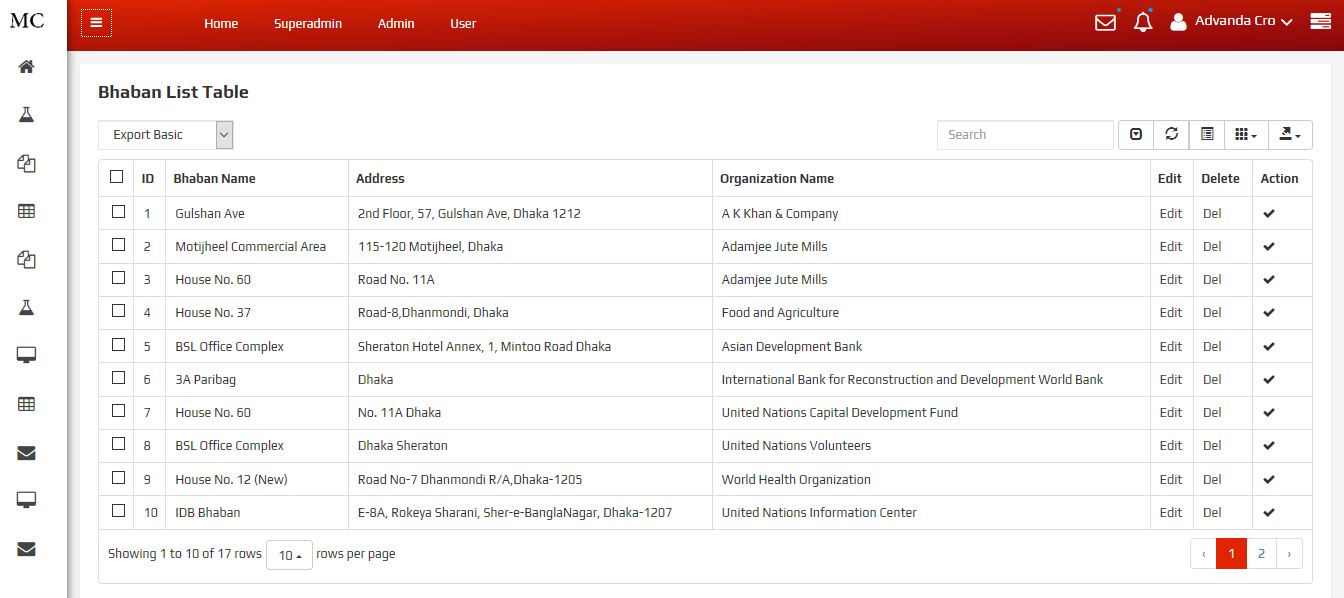 MC
Home Superadmin Admin User Advanda Cro
Bhaban List Table
Export Basic Search
ID Bhaban Name Address Organization Name Edit Delete Action
1 Gulshan Ave 2nd Floor, 57, Gulshan Ave, Dhaka 1212 A K Khan & Company Edit Del
2 Motijheel Commercial Area 115-120 Motijheel, Dhaka Adamjee Jute Mills Edit Del
3 House No. 60 Road No. 11A Adamjee Jute Mills Edit Del
4 House No. 37 Road-8,Dhanmondi, Dhaka Food and Agriculture Edit Del
5 BSL Office Complex Sheraton Hotel Annex, 1, Mintoo Road Dhaka Asian Development Bank Edit Del
6 3A Paribag Dhaka International Bank for Reconstruction and Development World Bank Edit Del
7 House No. 60 No. 11A Dhaka United Nations Capital Development Fund Edit Del
8 BSL Office Complex Dhaka Sheraton United Nations Volunteers Edit Del
9 House No. 12 (New) Road No-7 Dhanmondi R/A,Dhaka-1205 World Health Organization Edit Del
10 IDB Bhaban E-8A, Rokeya Sharani, Sher-e-BanglaNagar, Dhaka-1207 United Nations Information Center Edit Del
Showing 1 to 10 of 17 rows 10 rows per page ‹ 1 2 ›